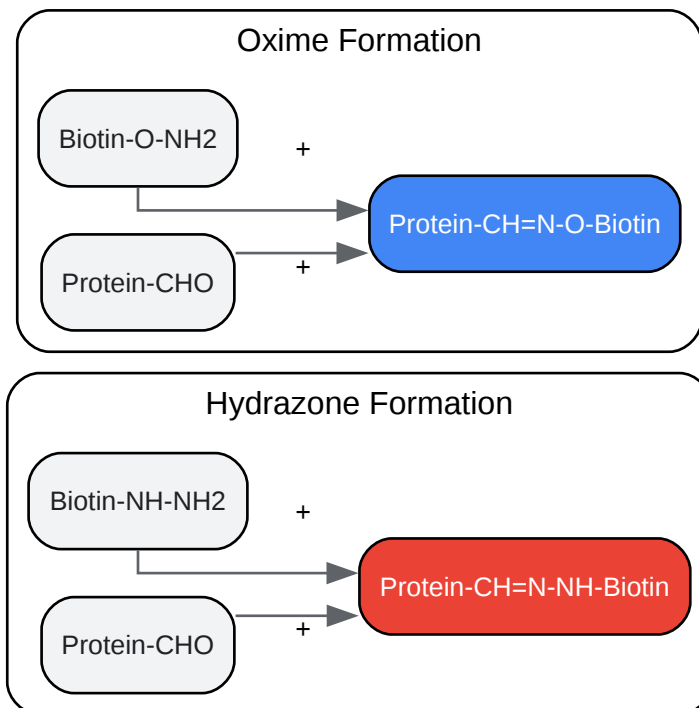 Oxime Formation
Biotin-O-NH2
+
Protein-CH=N-O-Biotin
Protein-CHO
+
Hydrazone Formation
Biotin-NH-NH2
+
Protein-CH=N-NH-Biotin
Protein-CHO
+